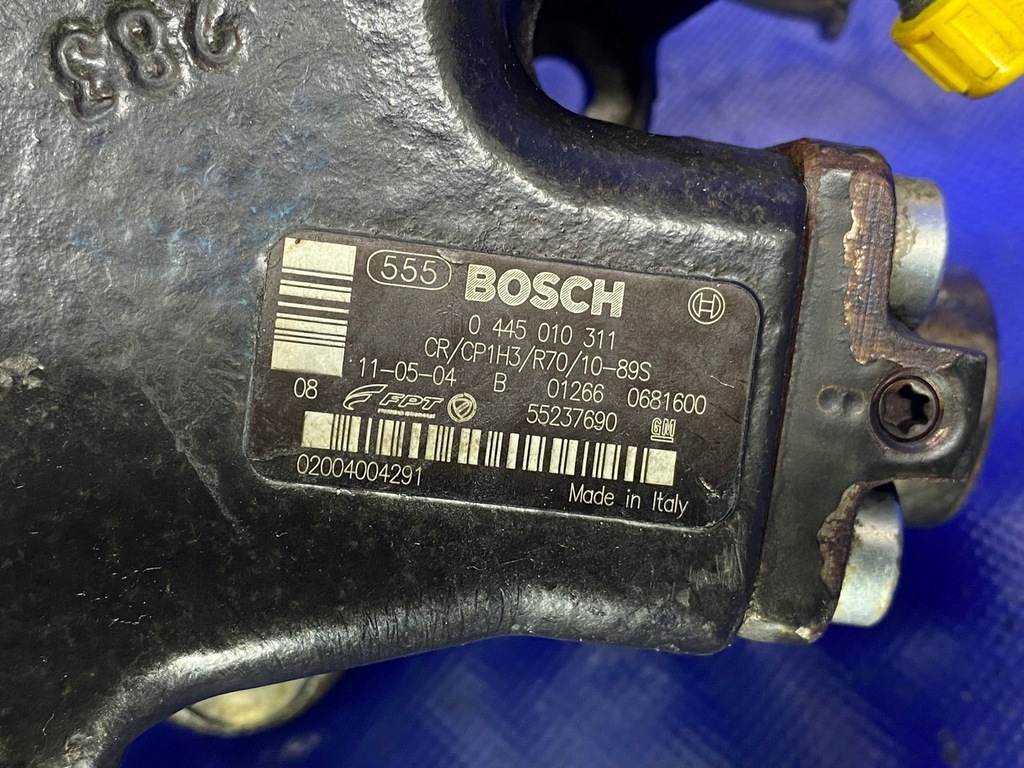 283
555 BOSCH
0 445 010 311
CR/CP1H3/R70/10-89S
11-05-04 B 01266 0681600
08 FPT 55237690 GM
02004004291
Made in Italy